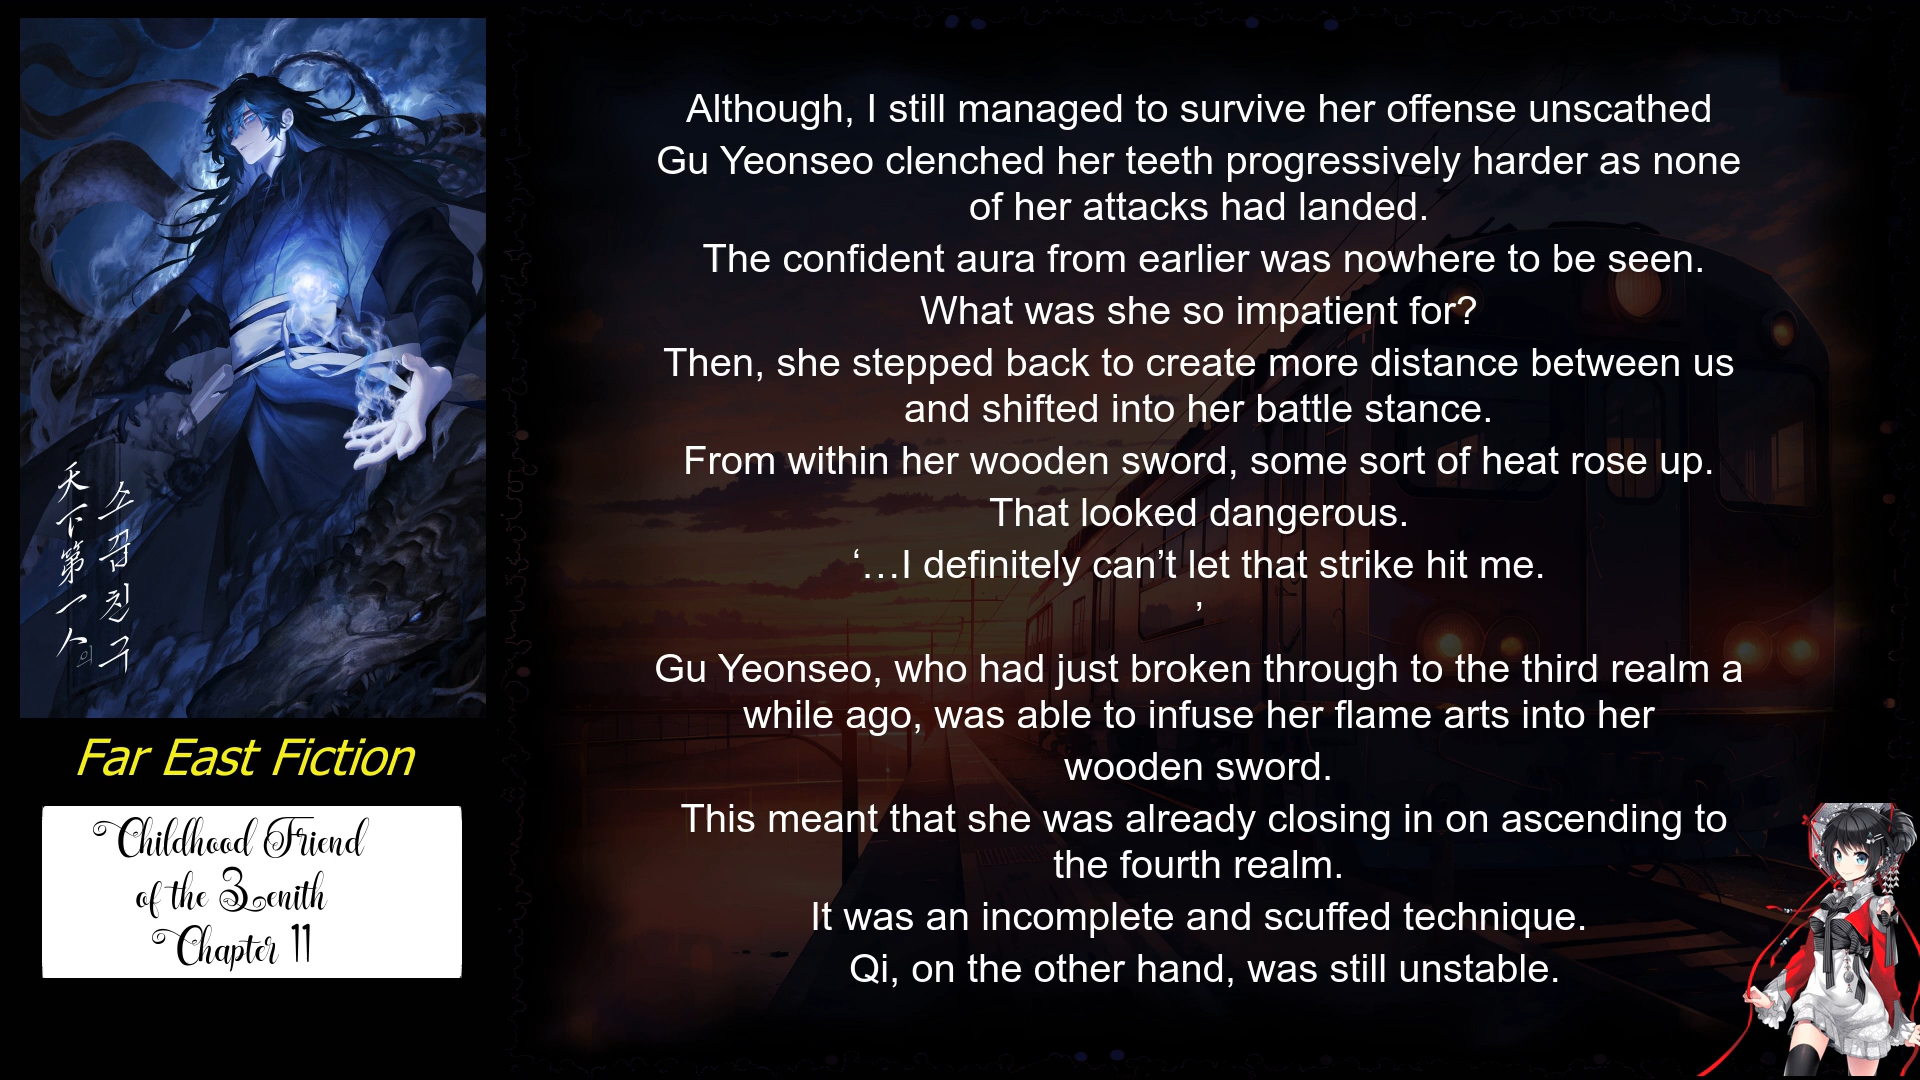 天下第一人의
소꿉친구
Far East Fiction
Childhood Friend
of the Zenith
Chapter 11
Although, I still managed to survive her offense unscathed
Gu Yeonseo clenched her teeth progressively harder as none
of her attacks had landed.
The confident aura from earlier was nowhere to be seen.
What was she so impatient for?
Then, she stepped back to create more distance between us
and shifted into her battle stance.
From within her wooden sword, some sort of heat rose up.
That looked dangerous.
‘…I definitely can’t let that strike hit me.
’
Gu Yeonseo, who had just broken through to the third realm a
while ago, was able to infuse her flame arts into her
wooden sword.
This meant that she was already closing in on ascending to
the fourth realm.
It was an incomplete and scuffed technique.
Qi, on the other hand, was still unstable.